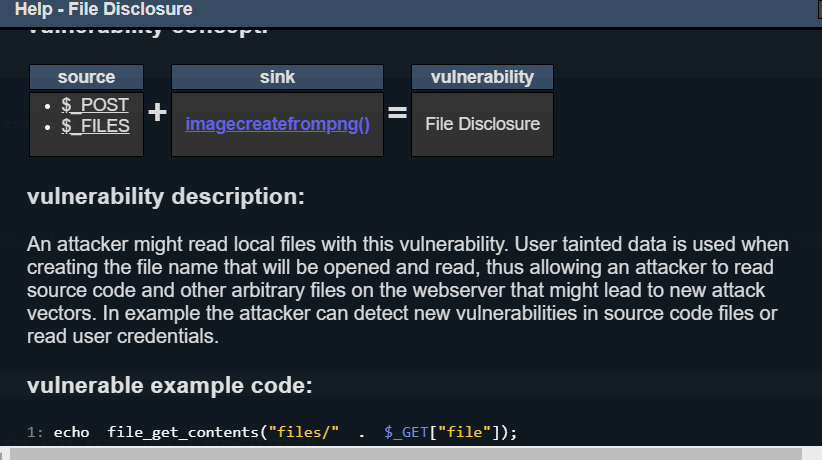 Help - File Disclosure
vulnerability concept:
source
sink
vulnerability
$_POST
$_FILES
+
imagecreatefrompng()
=
File Disclosure
vulnerability description:
An attacker might read local files with this vulnerability. User tainted data is used when
creating the file name that will be opened and read, thus allowing an attacker to read
source code and other arbitrary files on the webserver that might lead to new attack
vectors. In example the attacker can detect new vulnerabilities in source code files or
read user credentials.
vulnerable example code:
1: echo file_get_contents("files/" . $_GET["file"]);